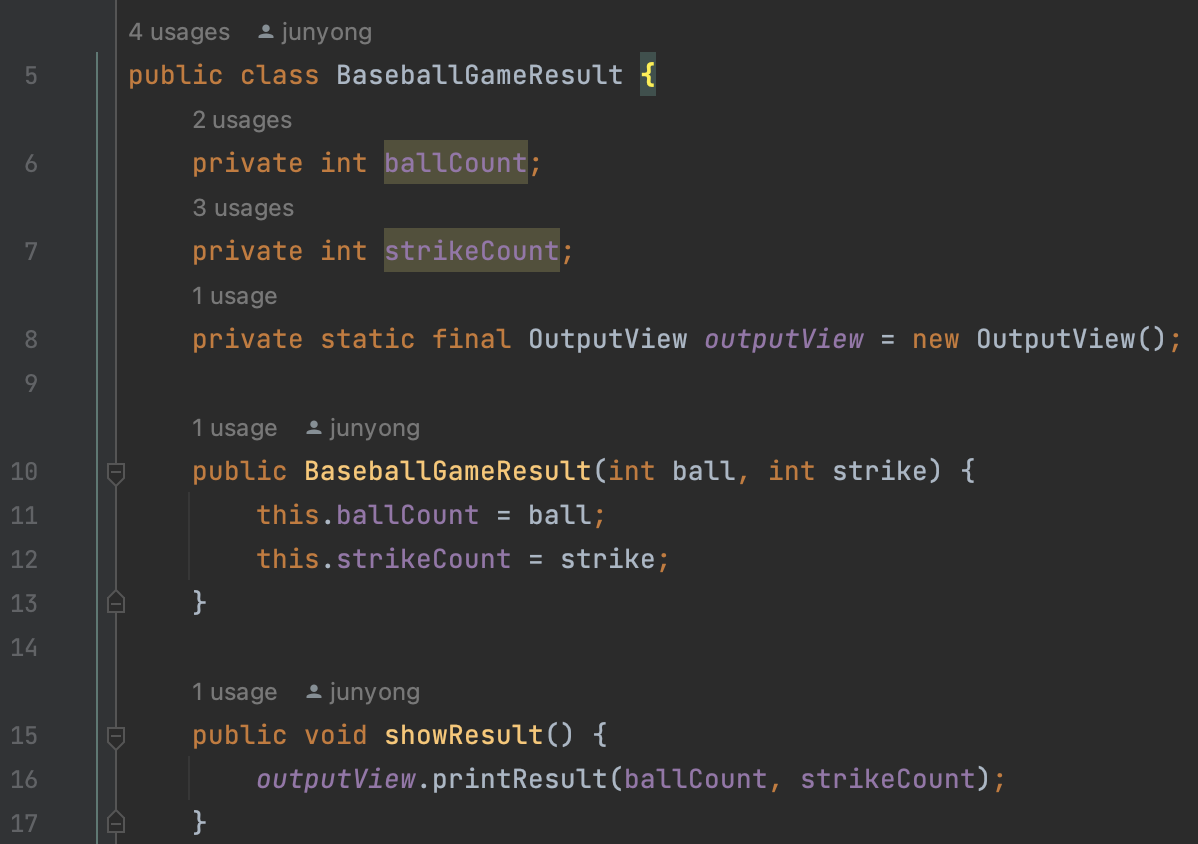 4 usages junyong
5 public class BaseballGameResult {
2 usages
6 private int ballCount;
3 usages
7 private int strikeCount;
1 usage
8 private static final OutputView outputView = new OutputView();
9
1 usage junyong
10 public BaseballGameResult(int ball, int strike) {
11 this.ballCount = ball;
12 this.strikeCount = strike;
13 }
14
1 usage junyong
15 public void showResult() {
16 outputView.printResult(ballCount, strikeCount);
17 }